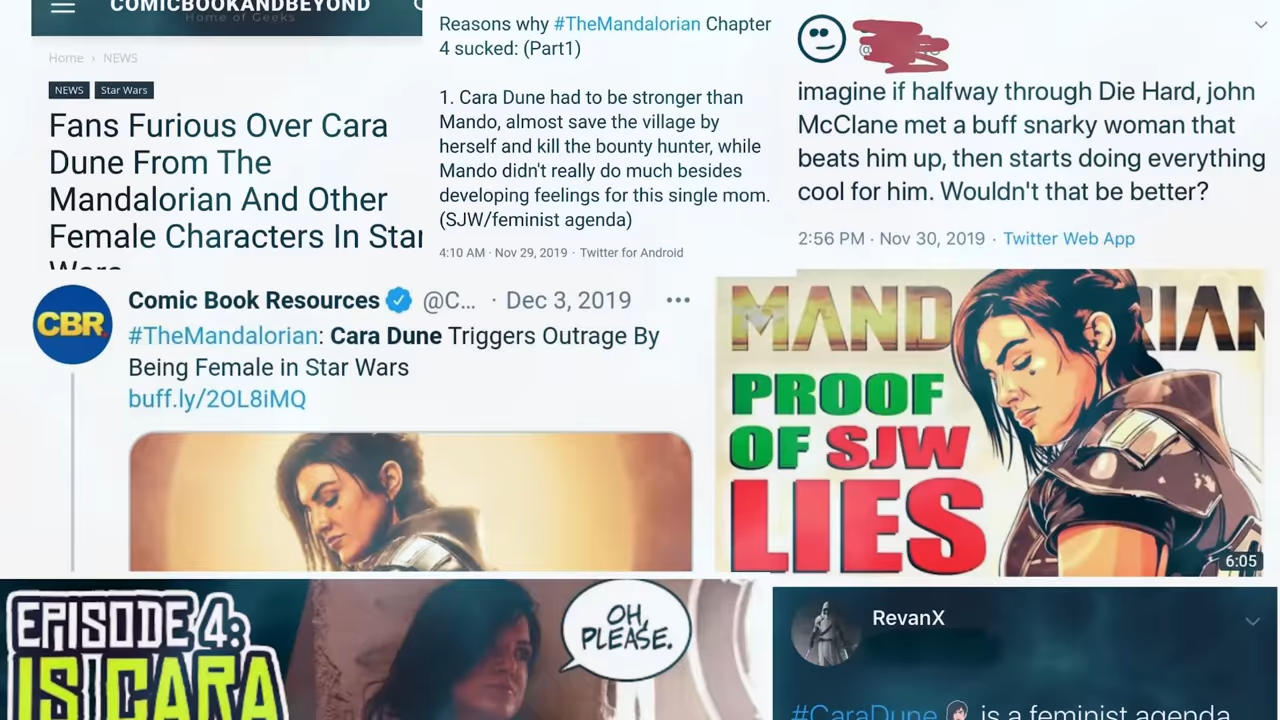 COMICBOOKANDBEYOND
Home of Geeks
Home › NEWS
NEWS Star Wars
Fans Furious Over Cara
Dune From The
Mandalorian And Other
Female Characters In Star
Wars
Reasons why #TheMandalorian Chapter
4 sucked: (Part1)
1. Cara Dune had to be stronger than
Mando, almost save the village by
herself and kill the bounty hunter, while
Mando didn't really do much besides
developing feelings for this single mom.
(SJW/feminist agenda)
4:10 AM · Nov 29, 2019 · Twitter for Android
imagine if halfway through Die Hard, john
McClane met a buff snarky woman that
beats him up, then starts doing everything
cool for him. Wouldn't that be better?
2:56 PM · Nov 30, 2019 · Twitter Web App
CBR
Comic Book Resources @C... · Dec 3, 2019 ...
#TheMandalorian: Cara Dune Triggers Outrage By
Being Female in Star Wars
buff.ly/2OL8iMQ
MAND RIAN
PROOF
OF SJW
LIES
6:05
EPISODE 4:
IS CARA
OH,
PLEASE.
RevanX
#CaraDune is a feminist agenda